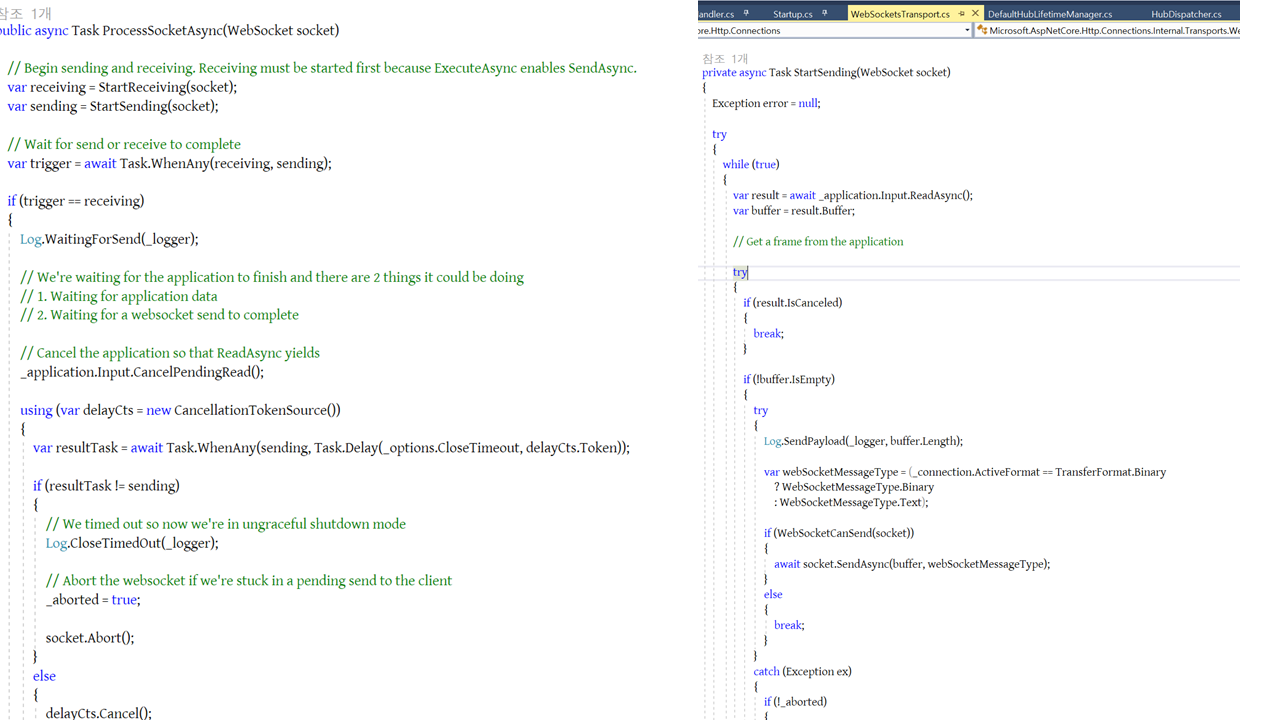 참조 1개
public async Task ProcessSocketAsync(WebSocket socket)
// Begin sending and receiving. Receiving must be started first because ExecuteAsync enables SendAsync.
var receiving = StartReceiving(socket);
var sending = StartSending(socket);
// Wait for send or receive to complete
var trigger = await Task.WhenAny(receiving, sending);
if (trigger == receiving)
{
Log.WaitingForSend(_logger);
// We're waiting for the application to finish and there are 2 things it could be doing
// 1. Waiting for application data
// 2. Waiting for a websocket send to complete
// Cancel the application so that ReadAsync yields
_application.Input.CancelPendingRead();
using (var delayCts = new CancellationTokenSource())
{
var resultTask = await Task.WhenAny(sending, Task.Delay(_options.CloseTimeout, delayCts.Token));
if (resultTask != sending)
{
// We timed out so now we're in ungraceful shutdown mode
Log.CloseTimedOut(_logger);
// Abort the websocket if we're stuck in a pending send to the client
_aborted = true;
socket.Abort();
}
else
{
delayCts.Cancel();
andler.cs Startup.cs WebSocketsTransport.cs DefaultHubLifetimeManager.cs HubDispatcher.cs
ore.Http.Connections Microsoft.AspNetCore.Http.Connections.Internal.Transports.We
참조 1개
private async Task StartSending(WebSocket socket)
{
Exception error = null;
try
{
while (true)
{
var result = await _application.Input.ReadAsync();
var buffer = result.Buffer;
// Get a frame from the application
try
{
if (result.IsCanceled)
{
break;
}
if (!buffer.IsEmpty)
{
try
{
Log.SendPayload(_logger, buffer.Length);
var webSocketMessageType = (_connection.ActiveFormat == TransferFormat.Binary
? WebSocketMessageType.Binary
: WebSocketMessageType.Text);
if (WebSocketCanSend(socket))
{
await socket.SendAsync(buffer, webSocketMessageType);
}
else
{
break;
}
}
catch (Exception ex)
{
if (!_aborted)
{